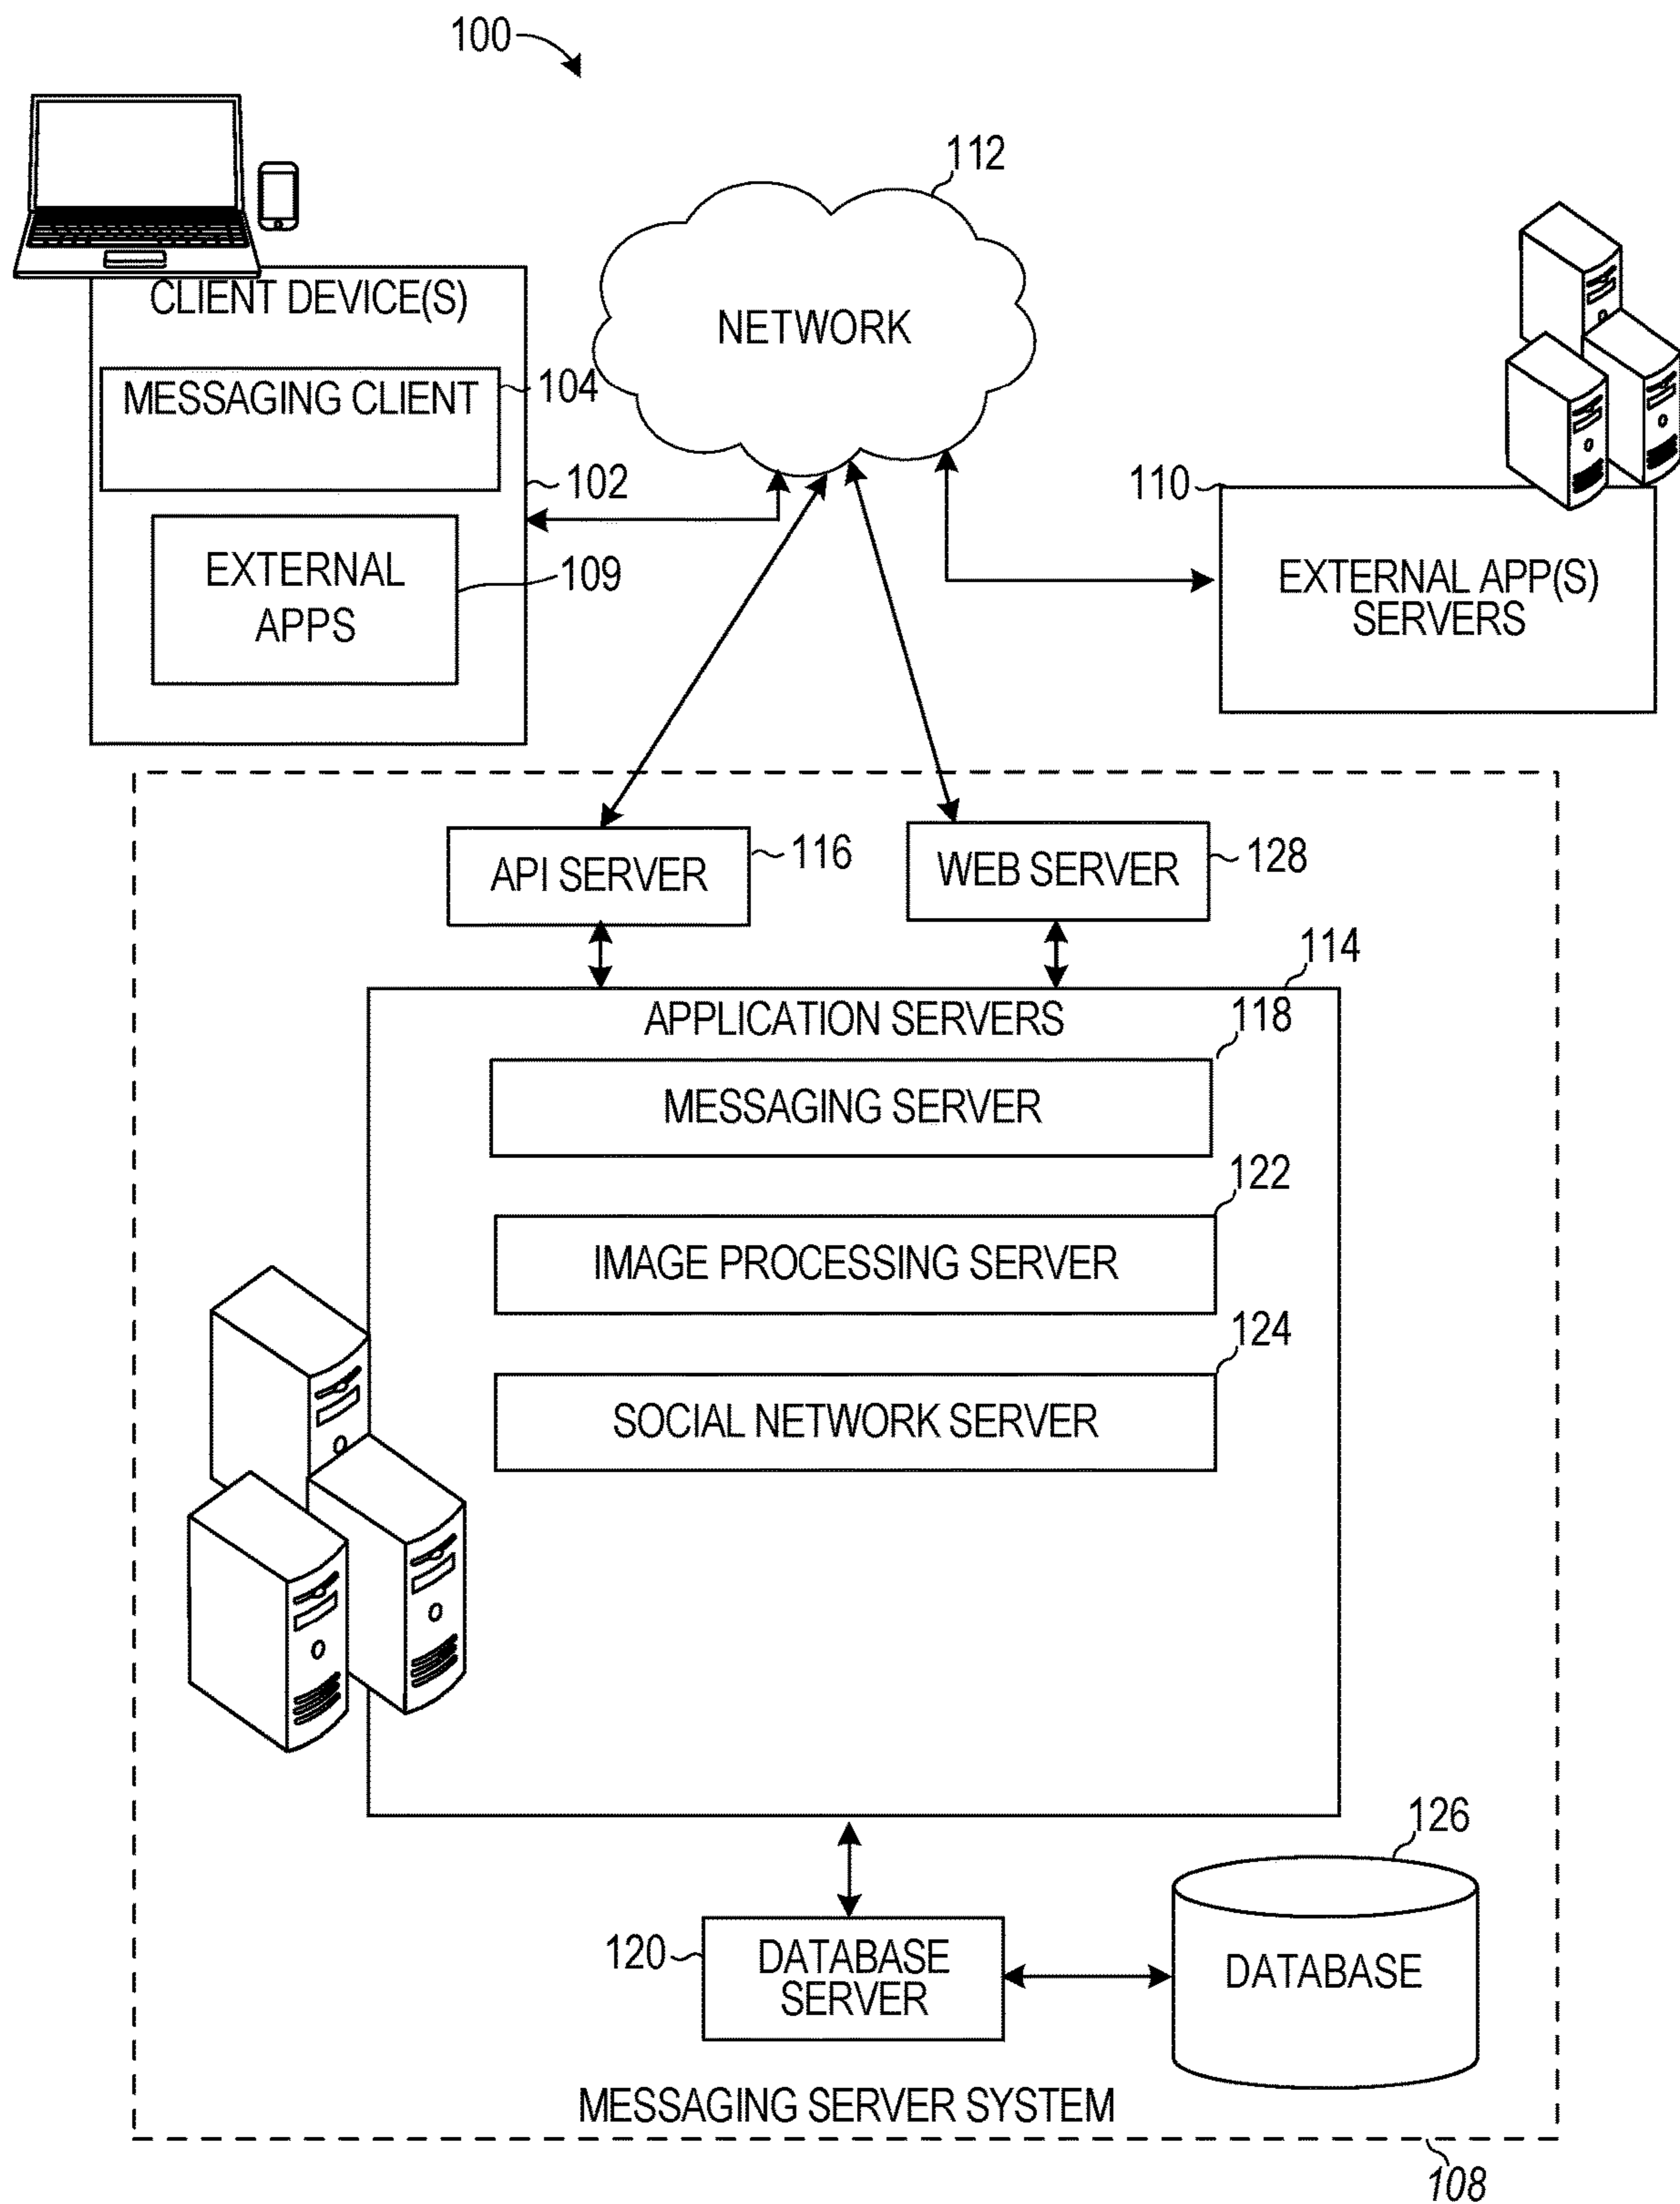 100
112
CLIENT DEVICE(S)
NETWORK
MESSAGING CLIENT
104
102
110
EXTERNAL
APPS
109
EXTERNAL APP(S)
SERVERS
API SERVER
116
WEB SERVER
128
114
APPLICATION SERVERS
118
MESSAGING SERVER
122
IMAGE PROCESSING SERVER
124
SOCIAL NETWORK SERVER
126
120
DATABASE
SERVER
DATABASE
MESSAGING SERVER SYSTEM
108